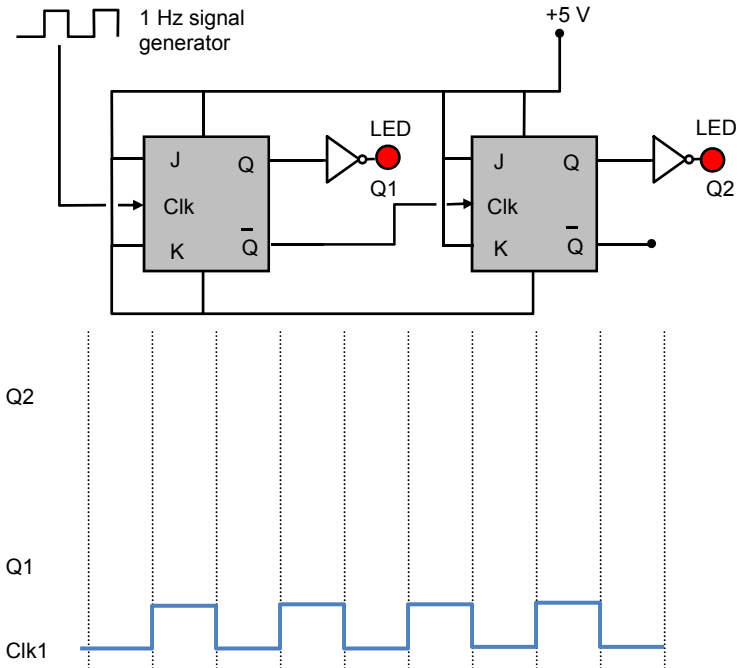 1 Hz signal
generator
+5 V
LED
Q1
LED
Q2
J
Q
Clk
K
Q̅
J
Q
Clk
K
Q̅
Q2
Q1
Clk1